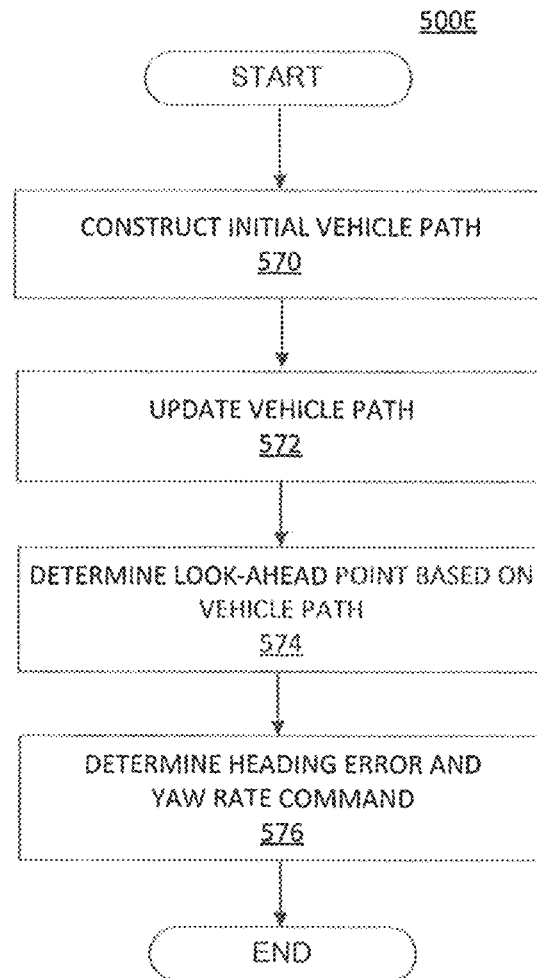 500E
START
CONSTRUCT INITIAL VEHICLE PATH
570
UPDATE VEHICLE PATH
572
DETERMINE LOOK-AHEAD POINT BASED ON
VEHICLE PATH
574
DETERMINE HEADING ERROR AND
YAW RATE COMMAND
576
END